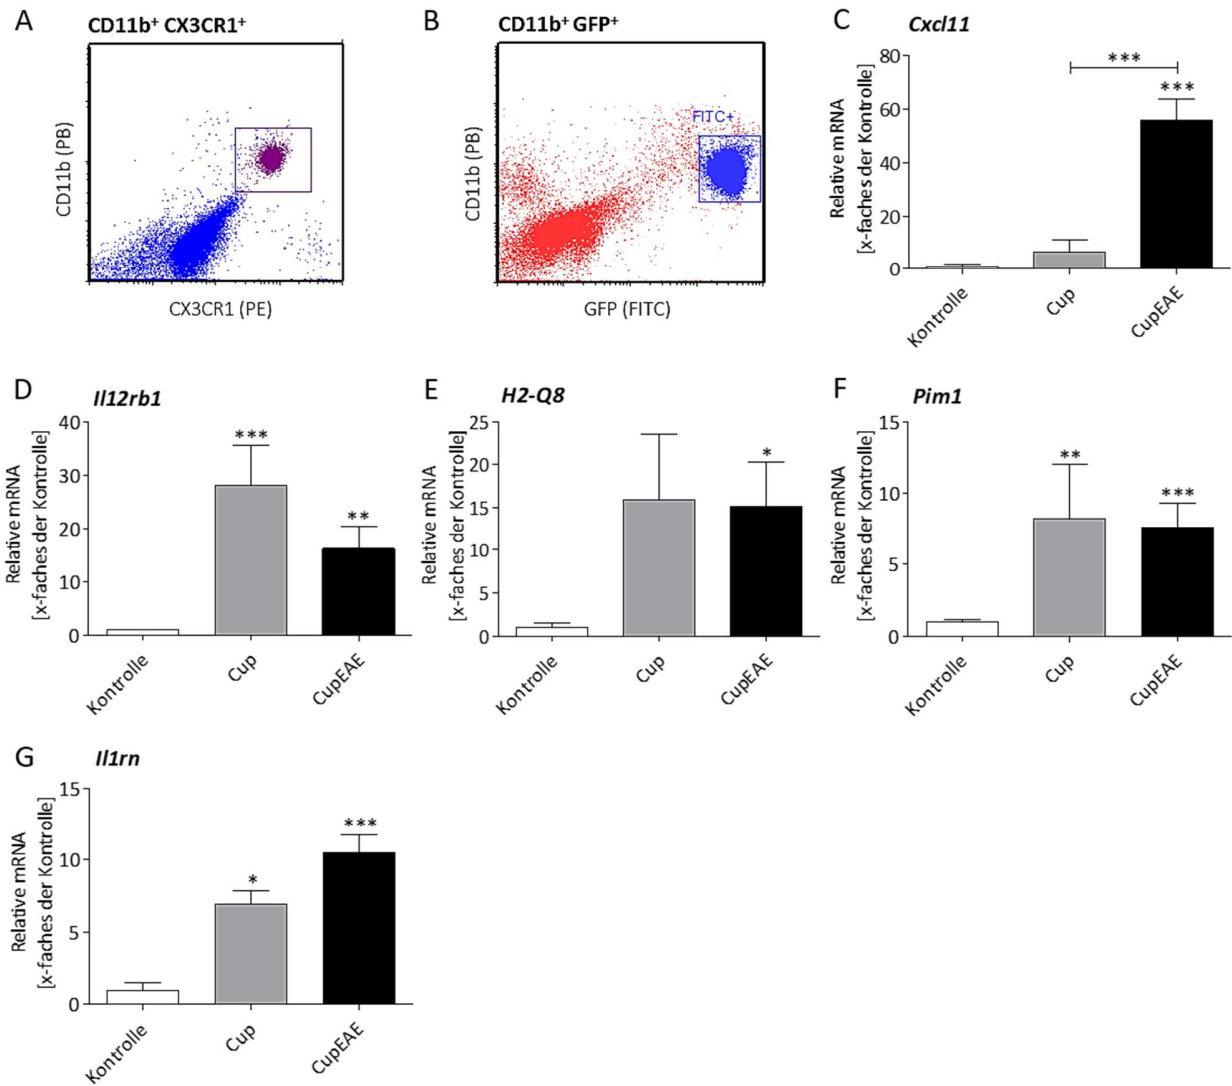 A
CD11b⁺ CX3CR1⁺
CD11b (PB)
CX3CR1 (PE)
B
CD11b⁺ GFP⁺
FITC+
CD11b (PB)
GFP (FITC)
C
Cxcl11
Relative mRNA
[x-faches der Kontrolle]
80
60
40
20
0
***
***
Kontrolle
Cup
CupEAE
D
Il12rb1
Relative mRNA
[x-faches der Kontrolle]
40
30
20
10
0
***
**
Kontrolle
Cup
CupEAE
E
H2-Q8
Relative mRNA
[x-faches der Kontrolle]
25
20
15
10
5
0
*
Kontrolle
Cup
CupEAE
F
Pim1
Relative mRNA
[x-faches der Kontrolle]
15
10
5
0
**
***
Kontrolle
Cup
CupEAE
G
Il1rn
Relative mRNA
[x-faches der Kontrolle]
15
10
5
0
*
***
Kontrolle
Cup
CupEAE